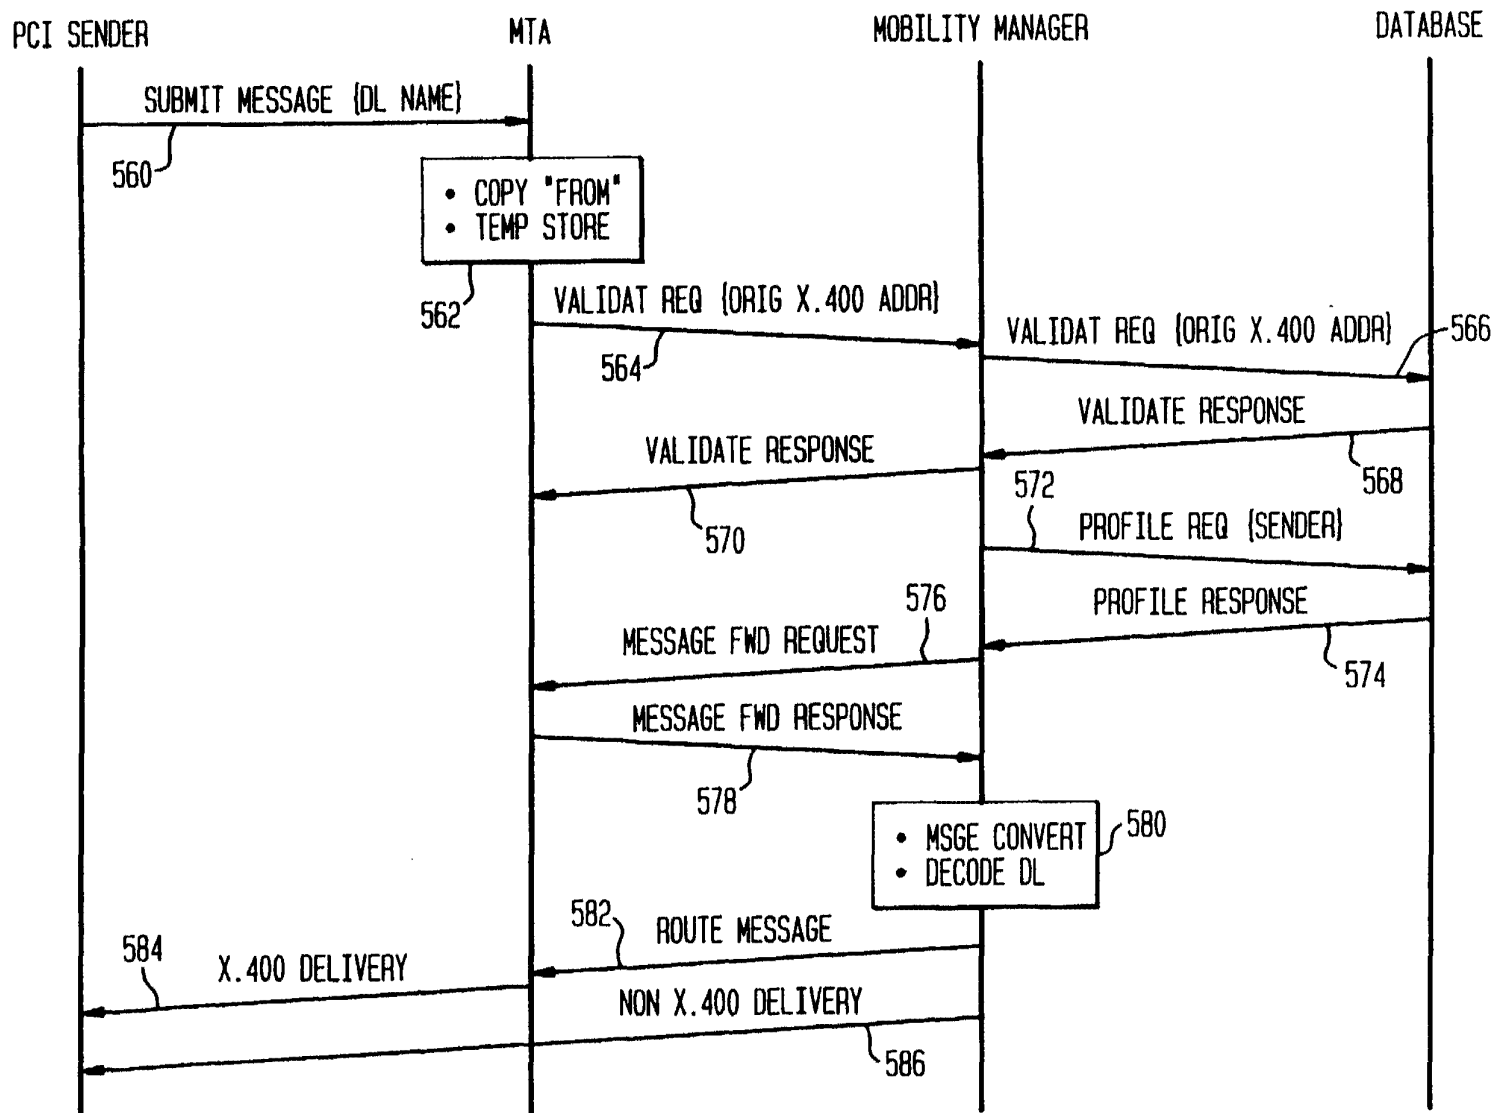 PCI SENDER
MTA
MOBILITY MANAGER
DATABASE
SUBMIT MESSAGE (DL NAME)
560
• COPY "FROM"
• TEMP STORE
562
VALIDAT REQ (ORIG X.400 ADDR)
564
VALIDAT REQ (ORIG X.400 ADDR)
566
VALIDATE RESPONSE
568
VALIDATE RESPONSE
570
572
PROFILE REQ (SENDER)
PROFILE RESPONSE
574
576
MESSAGE FWD REQUEST
MESSAGE FWD RESPONSE
578
• MSGE CONVERT
• DECODE DL
580
582
ROUTE MESSAGE
584
X.400 DELIVERY
NON X.400 DELIVERY
586